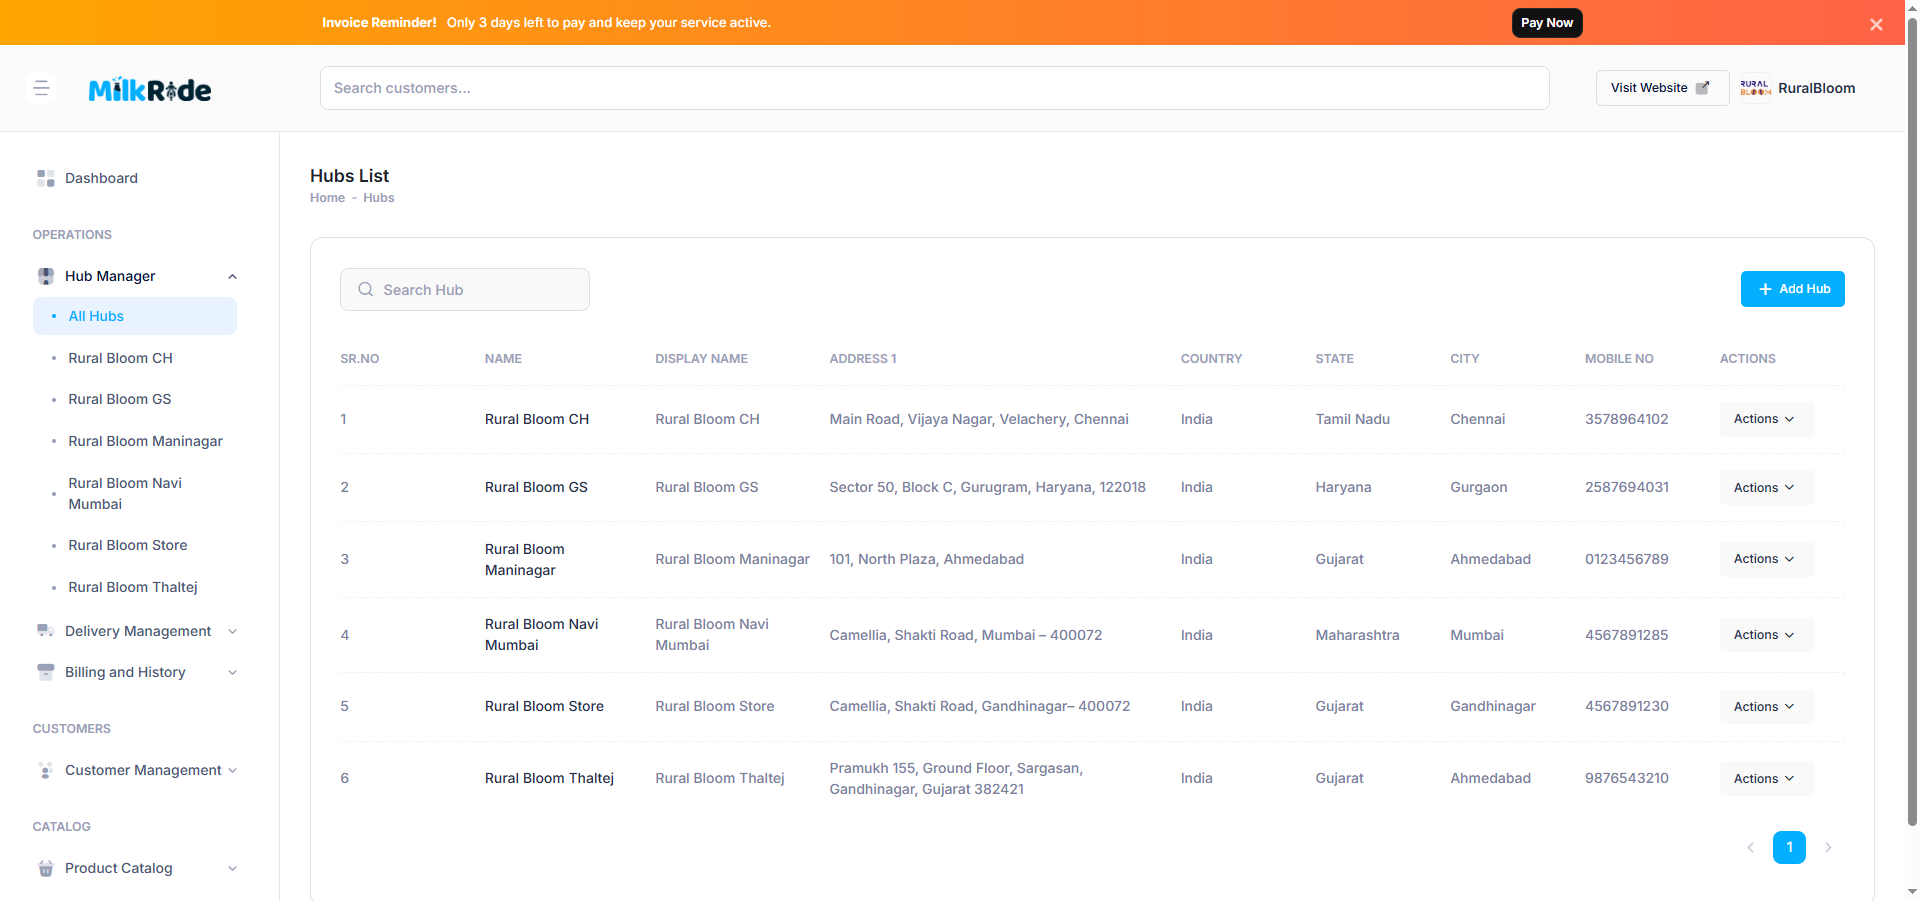 Invoice Reminder! Only 3 days left to pay and keep your service active.
Pay Now
MilkRide
Search customers...
Visit Website
RURAL
BLOOM
RuralBloom
Dashboard
OPERATIONS
Hub Manager
All Hubs
Rural Bloom CH
Rural Bloom GS
Rural Bloom Maninagar
Rural Bloom Navi
Mumbai
Rural Bloom Store
Rural Bloom Thaltej
Delivery Management
Billing and History
CUSTOMERS
Customer Management
CATALOG
Product Catalog
Hubs List
Home - Hubs
Search Hub
Add Hub
SR.NO NAME DISPLAY NAME ADDRESS 1 COUNTRY STATE CITY MOBILE NO ACTIONS
1 Rural Bloom CH Rural Bloom CH Main Road, Vijaya Nagar, Velachery, Chennai India Tamil Nadu Chennai 3578964102 Actions
2 Rural Bloom GS Rural Bloom GS Sector 50, Block C, Gurugram, Haryana, 122018 India Haryana Gurgaon 2587694031 Actions
Rural Bloom
3 Maninagar Rural Bloom Maninagar 101, North Plaza, Ahmedabad India Gujarat Ahmedabad 0123456789 Actions
Rural Bloom Navi Rural Bloom Navi
4 Mumbai Mumbai Camellia, Shakti Road, Mumbai – 400072 India Maharashtra Mumbai 4567891285 Actions
5 Rural Bloom Store Rural Bloom Store Camellia, Shakti Road, Gandhinagar– 400072 India Gujarat Gandhinagar 4567891230 Actions
Pramukh 155, Ground Floor, Sargasan,
6 Rural Bloom Thaltej Rural Bloom Thaltej Gandhinagar, Gujarat 382421 India Gujarat Ahmedabad 9876543210 Actions
1